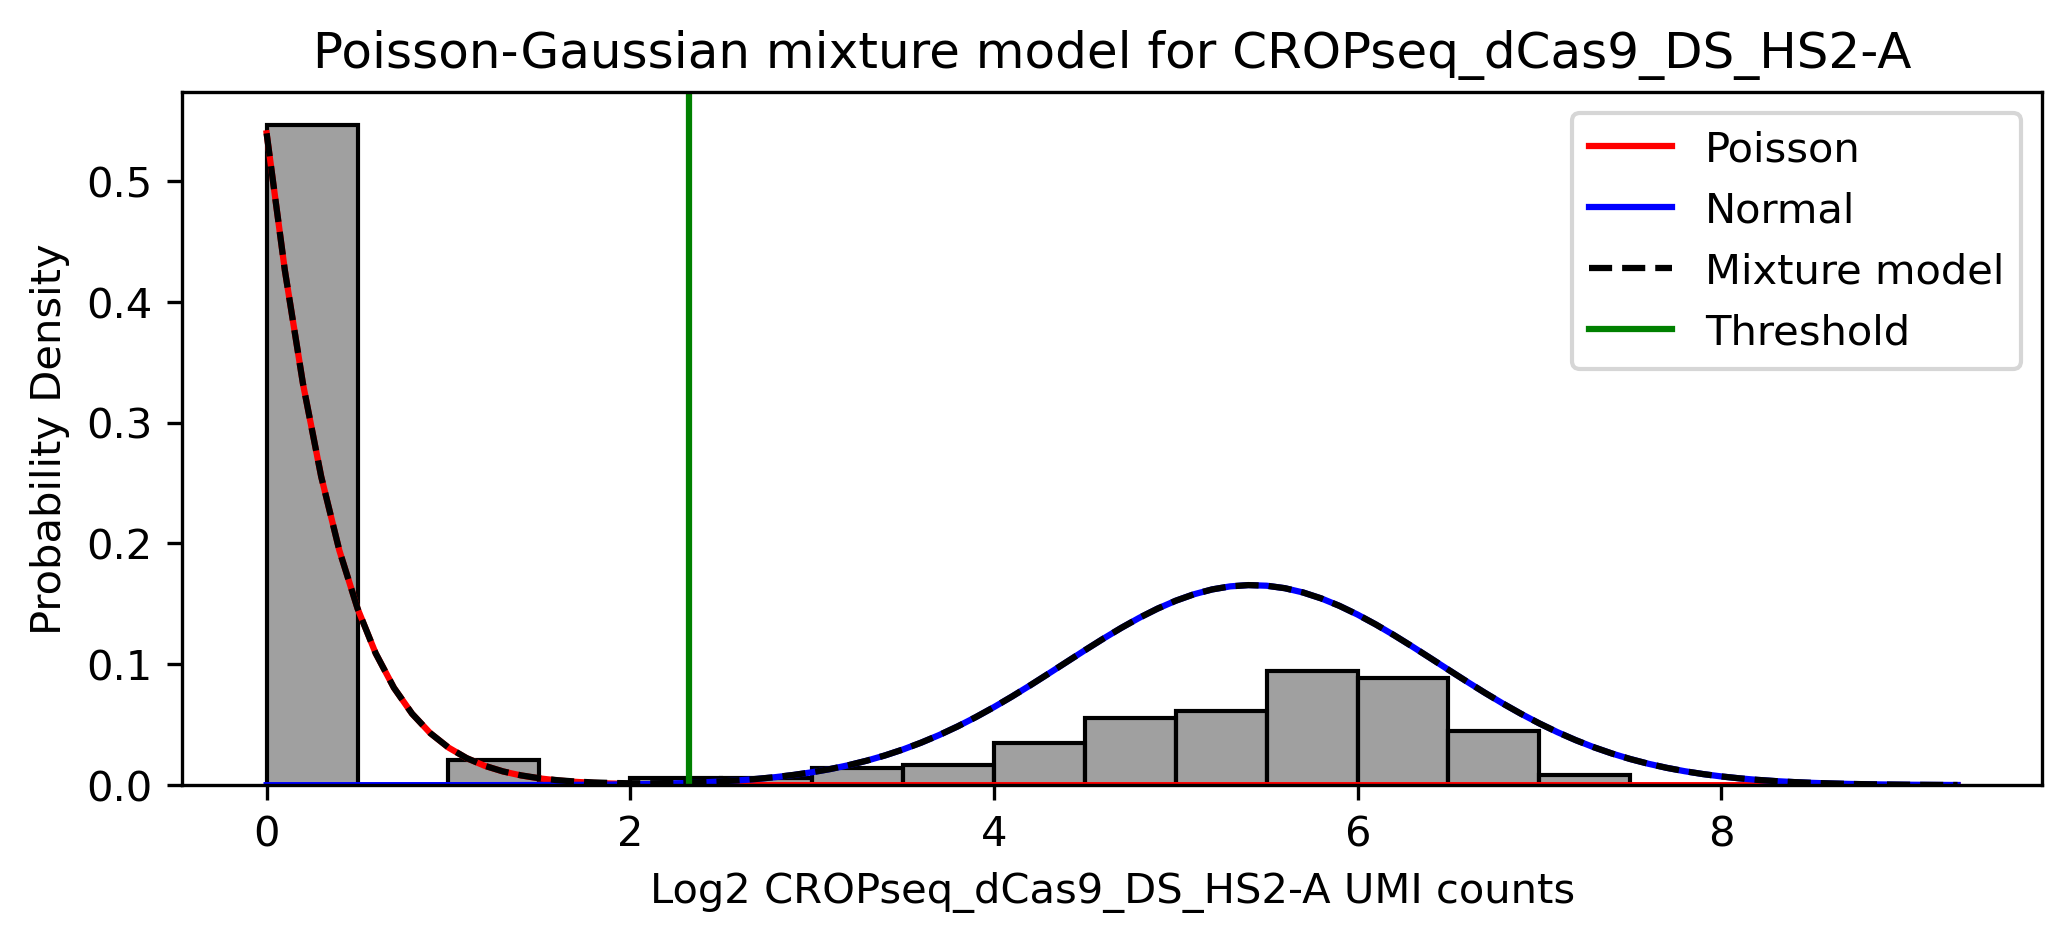 Poisson-Gaussian mixture model for CROPseq_dCas9_DS_HS2-A
Poisson
Normal
Mixture model
Threshold
Probability Density
0.5
0.4
0.3
0.2
0.1
0.0
0 2 4 6 8
Log2 CROPseq_dCas9_DS_HS2-A UMI counts